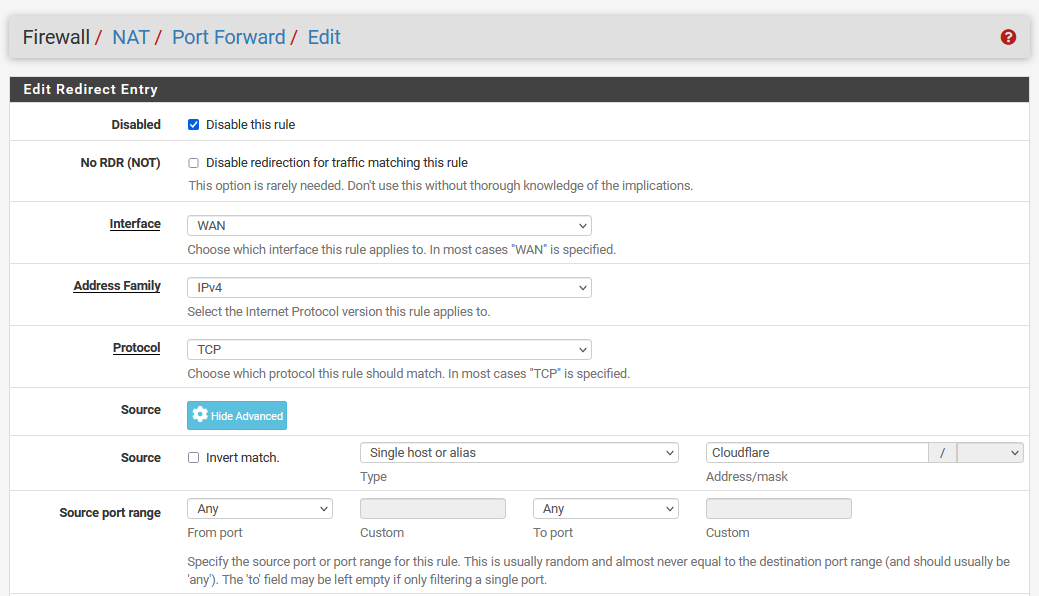 Firewall / NAT / Port Forward / Edit
?
Edit Redirect Entry
Disabled Disable this rule
No RDR (NOT) Disable redirection for traffic matching this rule
This option is rarely needed. Don't use this without thorough knowledge of the implications.
Interface WAN
Choose which interface this rule applies to. In most cases "WAN" is specified.
Address Family IPv4
Select the Internet Protocol version this rule applies to.
Protocol TCP
Choose which protocol this rule should match. In most cases "TCP" is specified.
Source Hide Advanced
Source Invert match. Single host or alias Cloudflare /
Type Address/mask
Source port range Any Any
From port Custom To port Custom
Specify the source port or port range for this rule. This is usually random and almost never equal to the destination port range (and should usually be
'any'). The 'to' field may be left empty if only filtering a single port.